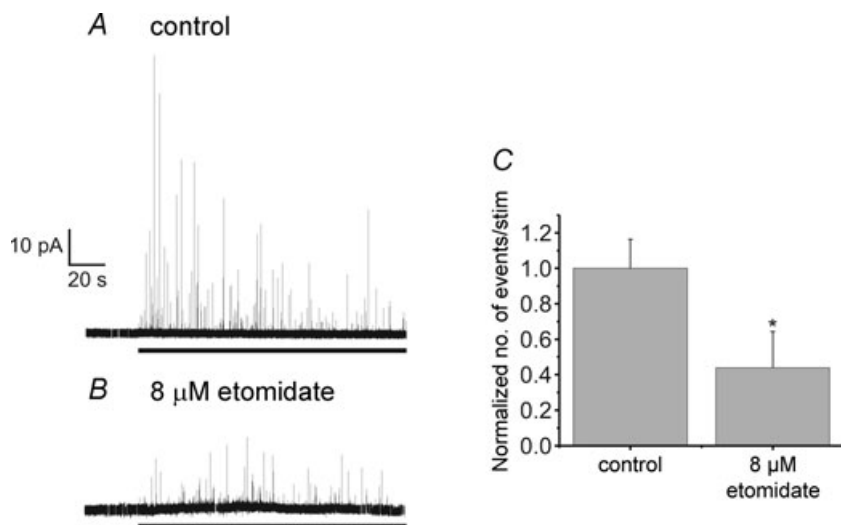 A control
10 pA
20 s
B 8 μM etomidate
C
Normalized no. of events/stim
1.2
1.0
0.8
0.6
0.4
0.2
0.0
*
control
8 μM
etomidate